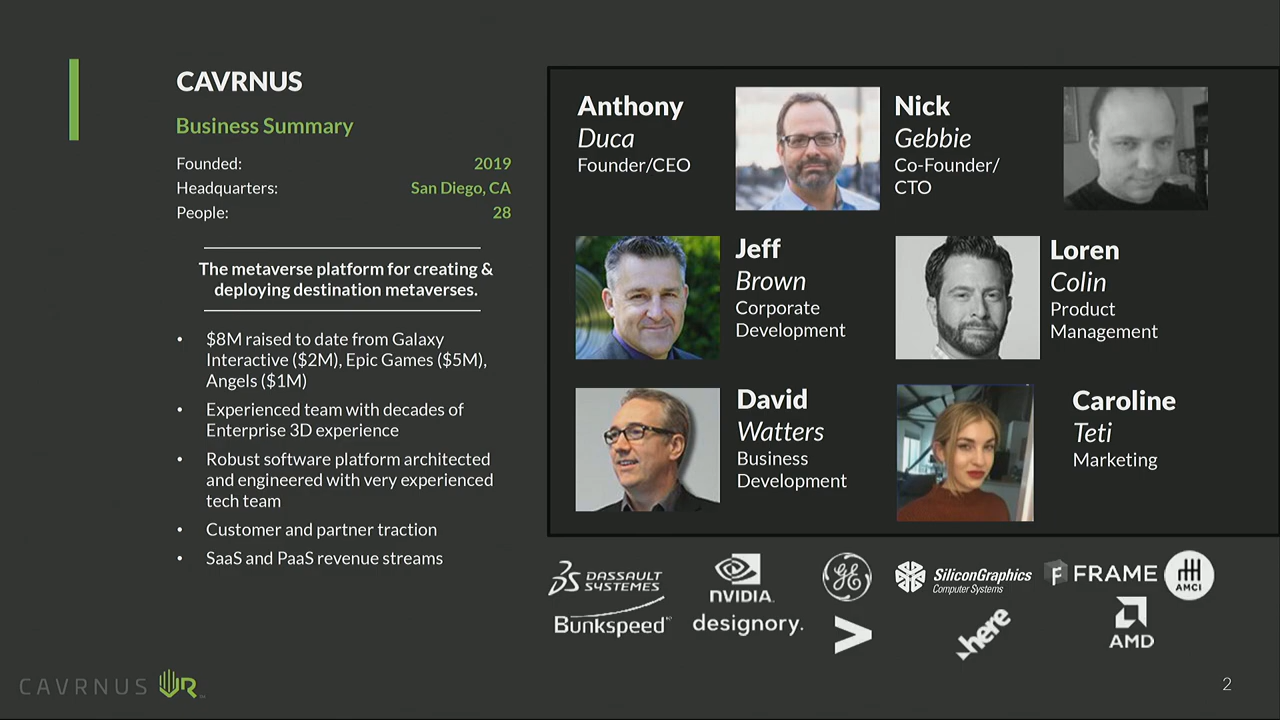 CAVRNUS
Business Summary
Founded: 2019
Headquarters: San Diego, CA
People: 28
The metaverse platform for creating &
deploying destination metaverses.
• $8M raised to date from Galaxy
Interactive ($2M), Epic Games ($5M),
Angels ($1M)
• Experienced team with decades of
Enterprise 3D experience
• Robust software platform architected
and engineered with very experienced
tech team
• Customer and partner traction
• SaaS and PaaS revenue streams
Anthony
Duca
Founder/CEO
Nick
Gebbie
Co-Founder/
CTO
Jeff
Brown
Corporate
Development
Loren
Colin
Product
Management
David
Watters
Business
Development
Caroline
Teti
Marketing
DASSAULT
SYSTEMES
NVIDIA.
GE
SiliconGraphics
Computer Systems
FRAME
AMCI
Bunkspeed
designory.
here
AMD
CAVRNUS VR
2